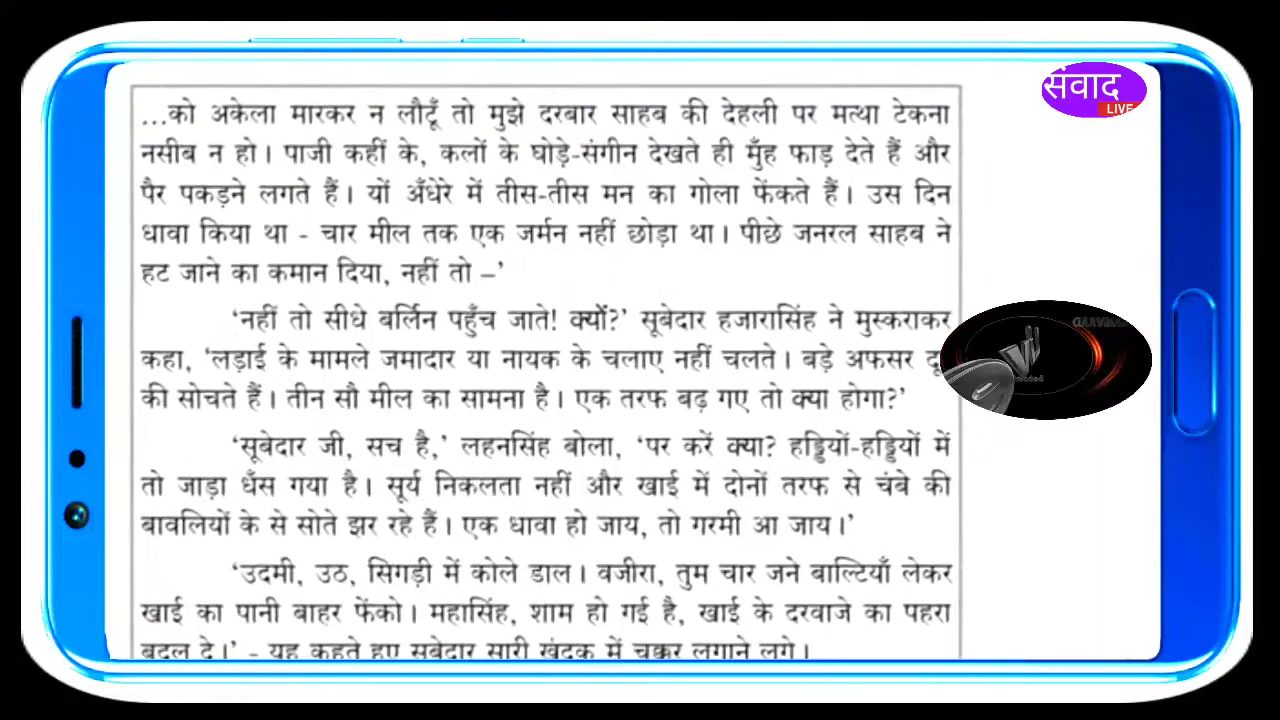 संवाद
LIVE
...को अकेला मारकर न लौटूँ तो मुझे दरबार साहब की देहली पर मत्था टेकना
नसीब न हो। पाजी कहीं के, कलों के घोड़े-संगीन देखते ही मुँह फाड़ देते हैं और
पैर पकड़ने लगते हैं। यों अँधेरे में तीस-तीस मन का गोला फेंकते हैं। उस दिन
धावा किया था - चार मील तक एक जर्मन नहीं छोड़ा था। पीछे जनरल साहब ने
हट जाने का कमान दिया, नहीं तो –’
‘नहीं तो सीधे बर्लिन पहुँच जाते! क्यों?’ सूबेदार हजारासिंह ने मुस्कराकर
कहा, ‘लड़ाई के मामले जमादार या नायक के चलाए नहीं चलते। बड़े अफसर
की सोचते हैं। तीन सौ मील का सामना है। एक तरफ बढ़ गए तो क्या होगा?’
‘सूबेदार जी, सच है,’ लहनसिंह बोला, ‘पर करें क्या? हड्डियों-हड्डियों में
तो जाड़ा धँस गया है। सूर्य निकलता नहीं और खाई में दोनों तरफ से चंबे की
बावलियों के से सोते झर रहे हैं। एक धावा हो जाय, तो गरमी आ जाय।’
‘उदमी, उठ, सिगड़ी में कोले डाल। वजीरा, तुम चार जने बाल्टियाँ लेकर
खाई का पानी बाहर फेंको। महासिंह, शाम हो गई है, खाई के दरवाजे का पहरा
बदल दे।’ - यह कहते हुए सूबेदार सारी खंदक में चक्कर लगाने लगे।